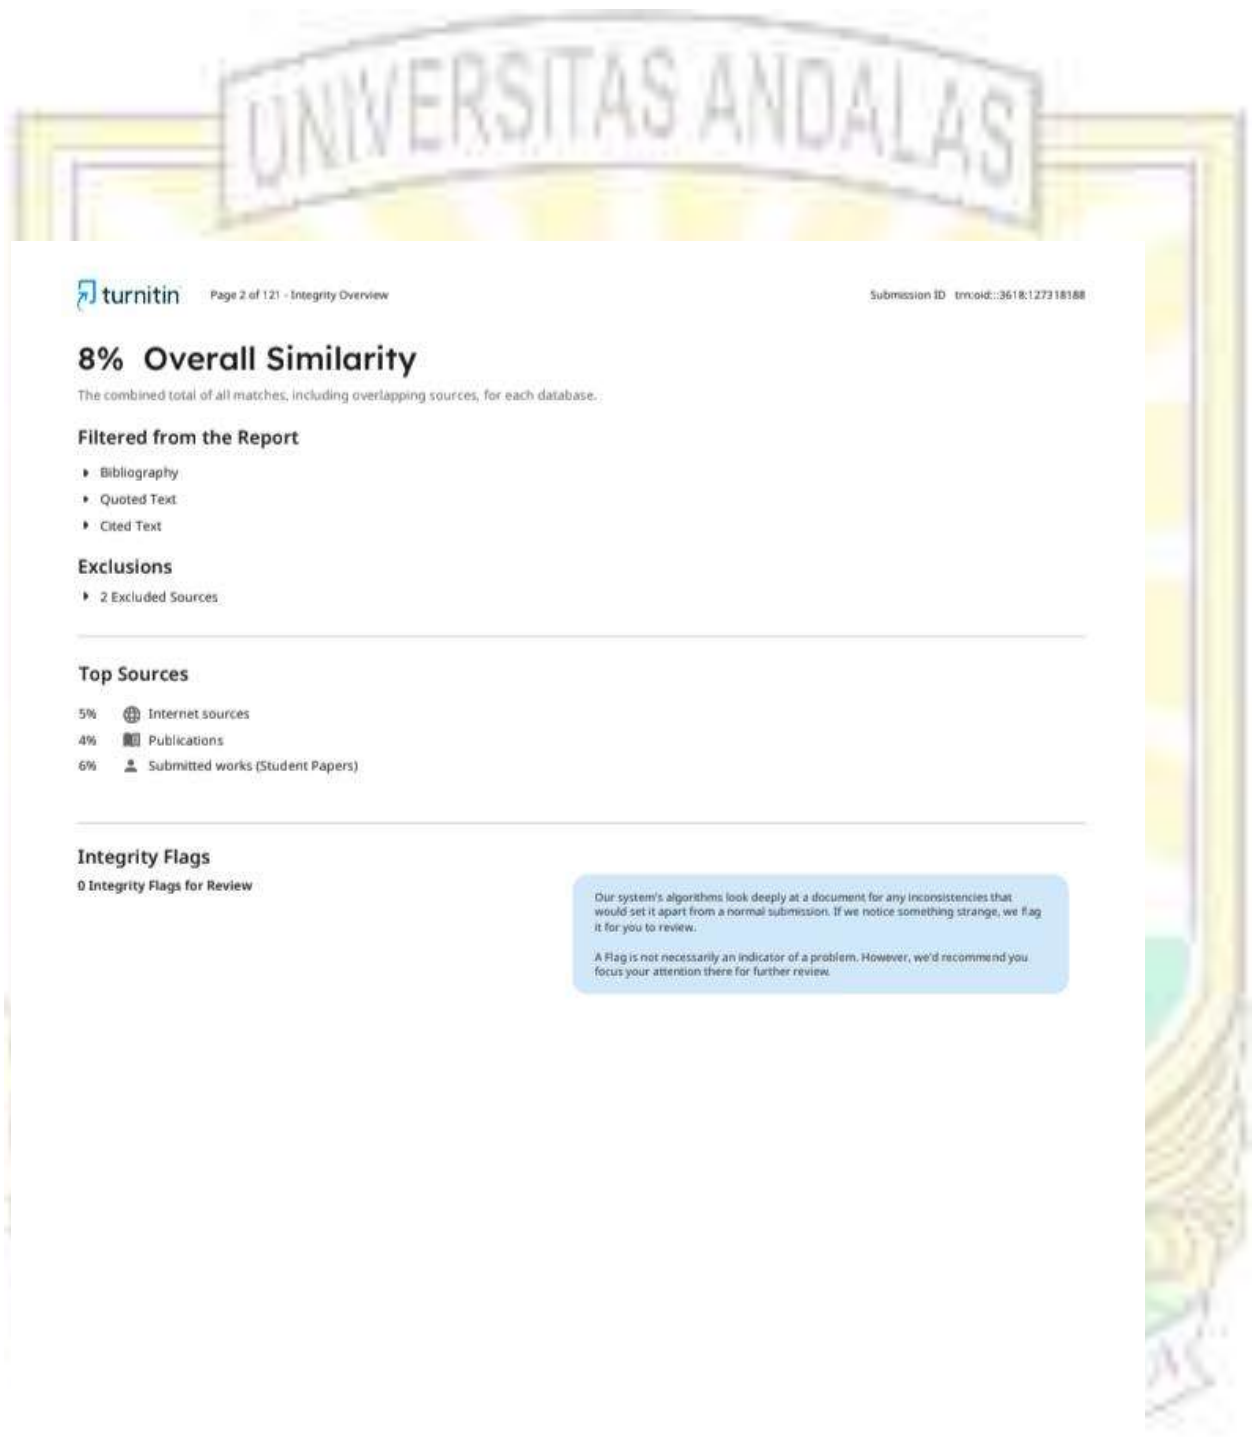 UNIVERSITAS ANDALAS
turnitin Page 2 of 121 - Integrity Overview Submission ID trn:oid:::3618:127318188
8% Overall Similarity
The combined total of all matches, including overlapping sources, for each database.
Filtered from the Report
Bibliography
Quoted Text
Cited Text
Exclusions
2 Excluded Sources
Top Sources
5% Internet sources
4% Publications
6% Submitted works (Student Papers)
Integrity Flags
0 Integrity Flags for Review
Our system's algorithms look deeply at a document for any inconsistencies that
would set it apart from a normal submission. If we notice something strange, we flag
it for you to review.
A Flag is not necessarily an indicator of a problem. However, we'd recommend you
focus your attention there for further review.